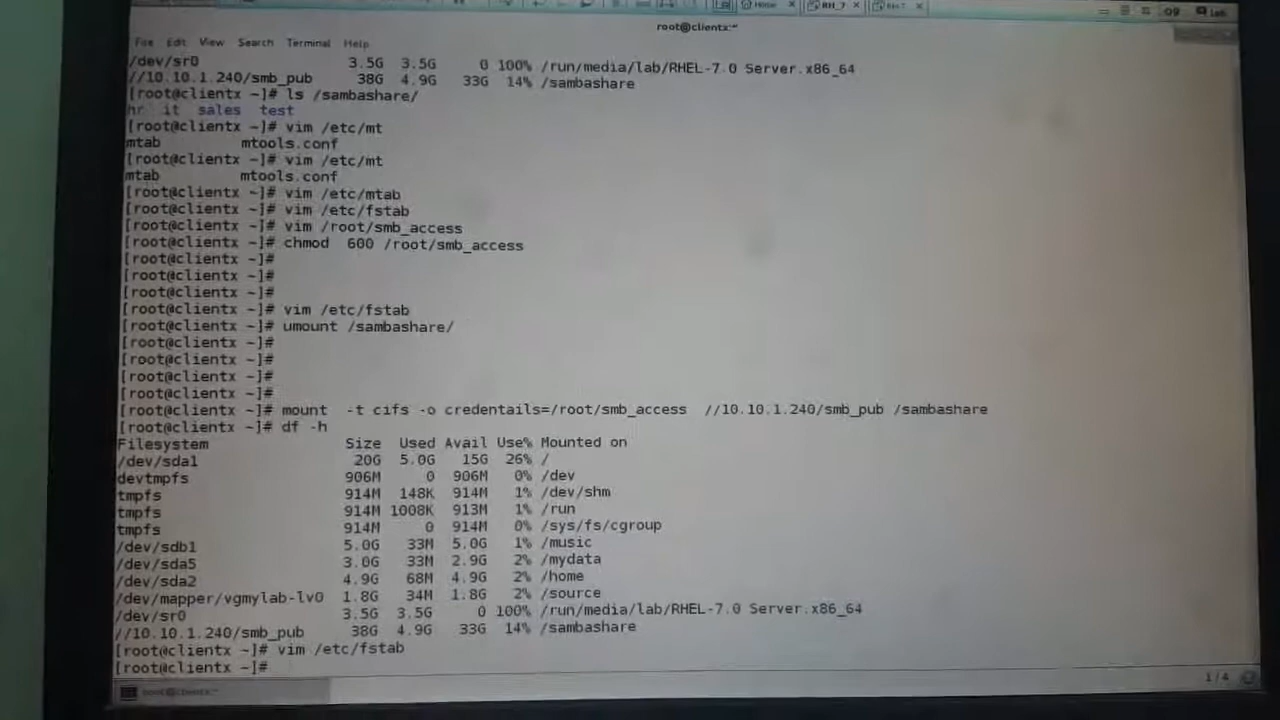 Home RH_7
root@clientx:~
File Edit View Search Terminal Help
/dev/sr0 3.5G 3.5G 0 100% /run/media/lab/RHEL-7.0 Server.x86_64
//10.10.1.240/smb_pub 38G 4.9G 33G 14% /sambashare
[root@clientx ~]# ls /sambashare/
hr it sales test
[root@clientx ~]# vim /etc/mt
mtab mtools.conf
[root@clientx ~]# vim /etc/mt
mtab mtools.conf
[root@clientx ~]# vim /etc/mtab
[root@clientx ~]# vim /etc/fstab
[root@clientx ~]# vim /root/smb_access
[root@clientx ~]# chmod 600 /root/smb_access
[root@clientx ~]#
[root@clientx ~]#
[root@clientx ~]#
[root@clientx ~]# vim /etc/fstab
[root@clientx ~]# umount /sambashare/
[root@clientx ~]#
[root@clientx ~]#
[root@clientx ~]#
[root@clientx ~]#
[root@clientx ~]# mount -t cifs -o credentails=/root/smb_access //10.10.1.240/smb_pub /sambashare
[root@clientx ~]# df -h
Filesystem Size Used Avail Use% Mounted on
/dev/sda1 20G 5.0G 15G 26% /
devtmpfs 906M 0 906M 0% /dev
tmpfs 914M 148K 914M 1% /dev/shm
tmpfs 914M 1008K 913M 1% /run
tmpfs 914M 0 914M 0% /sys/fs/cgroup
/dev/sdb1 5.0G 33M 5.0G 1% /music
/dev/sda5 3.0G 33M 2.9G 2% /mydata
/dev/sda2 4.9G 68M 4.9G 2% /home
/dev/mapper/vgmylab-lv0 1.8G 34M 1.8G 2% /source
/dev/sr0 3.5G 3.5G 0 100% /run/media/lab/RHEL-7.0 Server.x86_64
//10.10.1.240/smb_pub 38G 4.9G 33G 14% /sambashare
[root@clientx ~]# vim /etc/fstab
[root@clientx ~]#
root@clientx:~
1 / 4